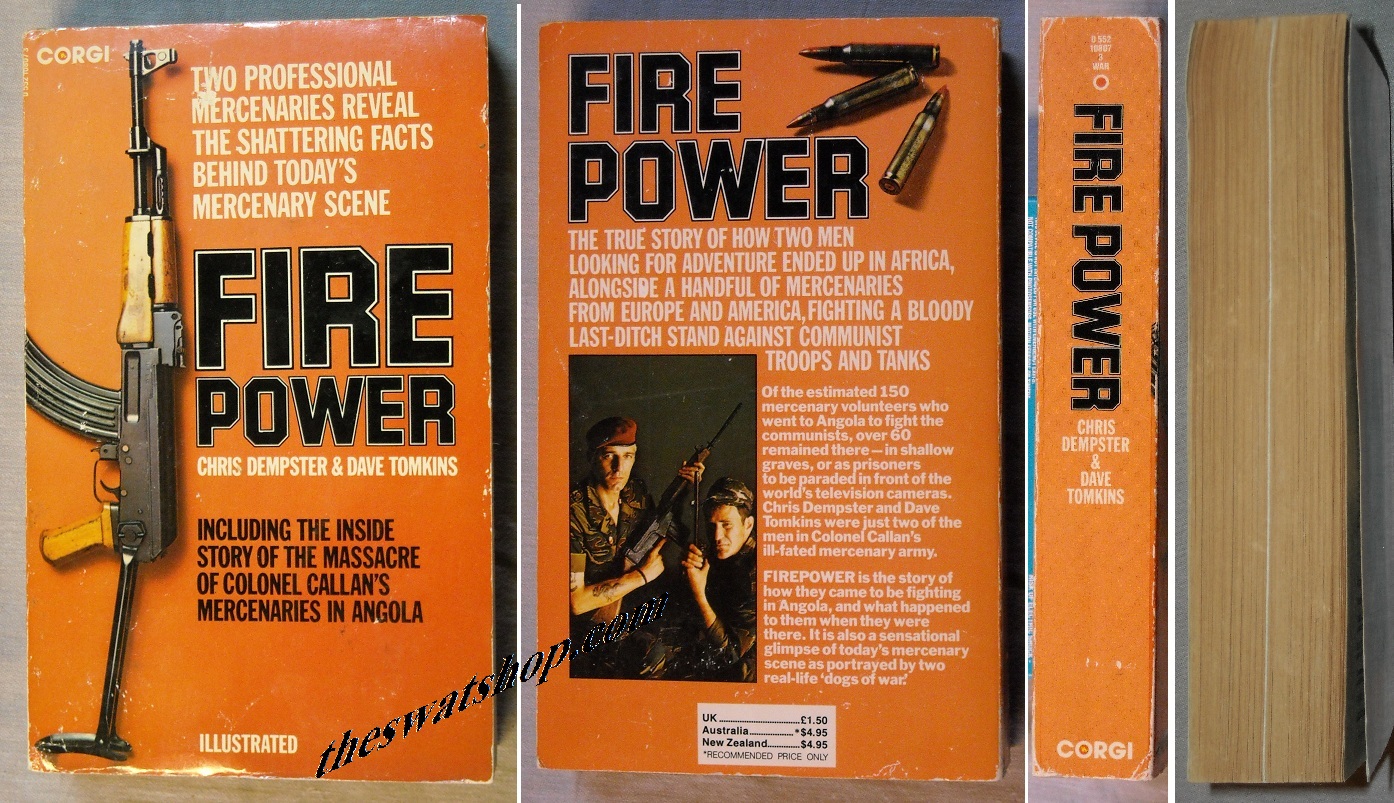 CORGI
TWO PROFESSIONAL
MERCENARIES REVEAL
THE SHATTERING FACTS
BEHIND TODAY'S
MERCENARY SCENE
FIRE
POWER
CHRIS DEMPSTER & DAVE TOMKINS
INCLUDING THE INSIDE
STORY OF THE MASSACRE
OF COLONEL CALLAN'S
MERCENARIES IN ANGOLA
ILLUSTRATED
theswatshop.com
FIRE
POWER
THE TRUE STORY OF HOW TWO MEN
LOOKING FOR ADVENTURE ENDED UP IN AFRICA,
ALONGSIDE A HANDFUL OF MERCENARIES
FROM EUROPE AND AMERICA, FIGHTING A BLOODY
LAST-DITCH STAND AGAINST COMMUNIST
TROOPS AND TANKS
Of the estimated 150
mercenary volunteers who
went to Angola to fight the
communists, over 60
remained there — in shallow
graves, or as prisoners
to be paraded in front of the
world's television cameras.
Chris Dempster and Dave
Tomkins were just two of the
men in Colonel Callan's
ill-fated mercenary army.
FIREPOWER is the story of
how they came to be fighting
in Angola, and what happened
to them when they were
there. It is also a sensational
glimpse of today's mercenary
scene as portrayed by two
real-life 'dogs of war.'
UK ........................ £1.50
Australia .................. *$4.95
New Zealand .......... $4.95
*RECOMMENDED PRICE ONLY
0 552
10807
3
WAR
FIRE POWER
CHRIS
DEMPSTER
&
DAVE
TOMKINS
CORGI